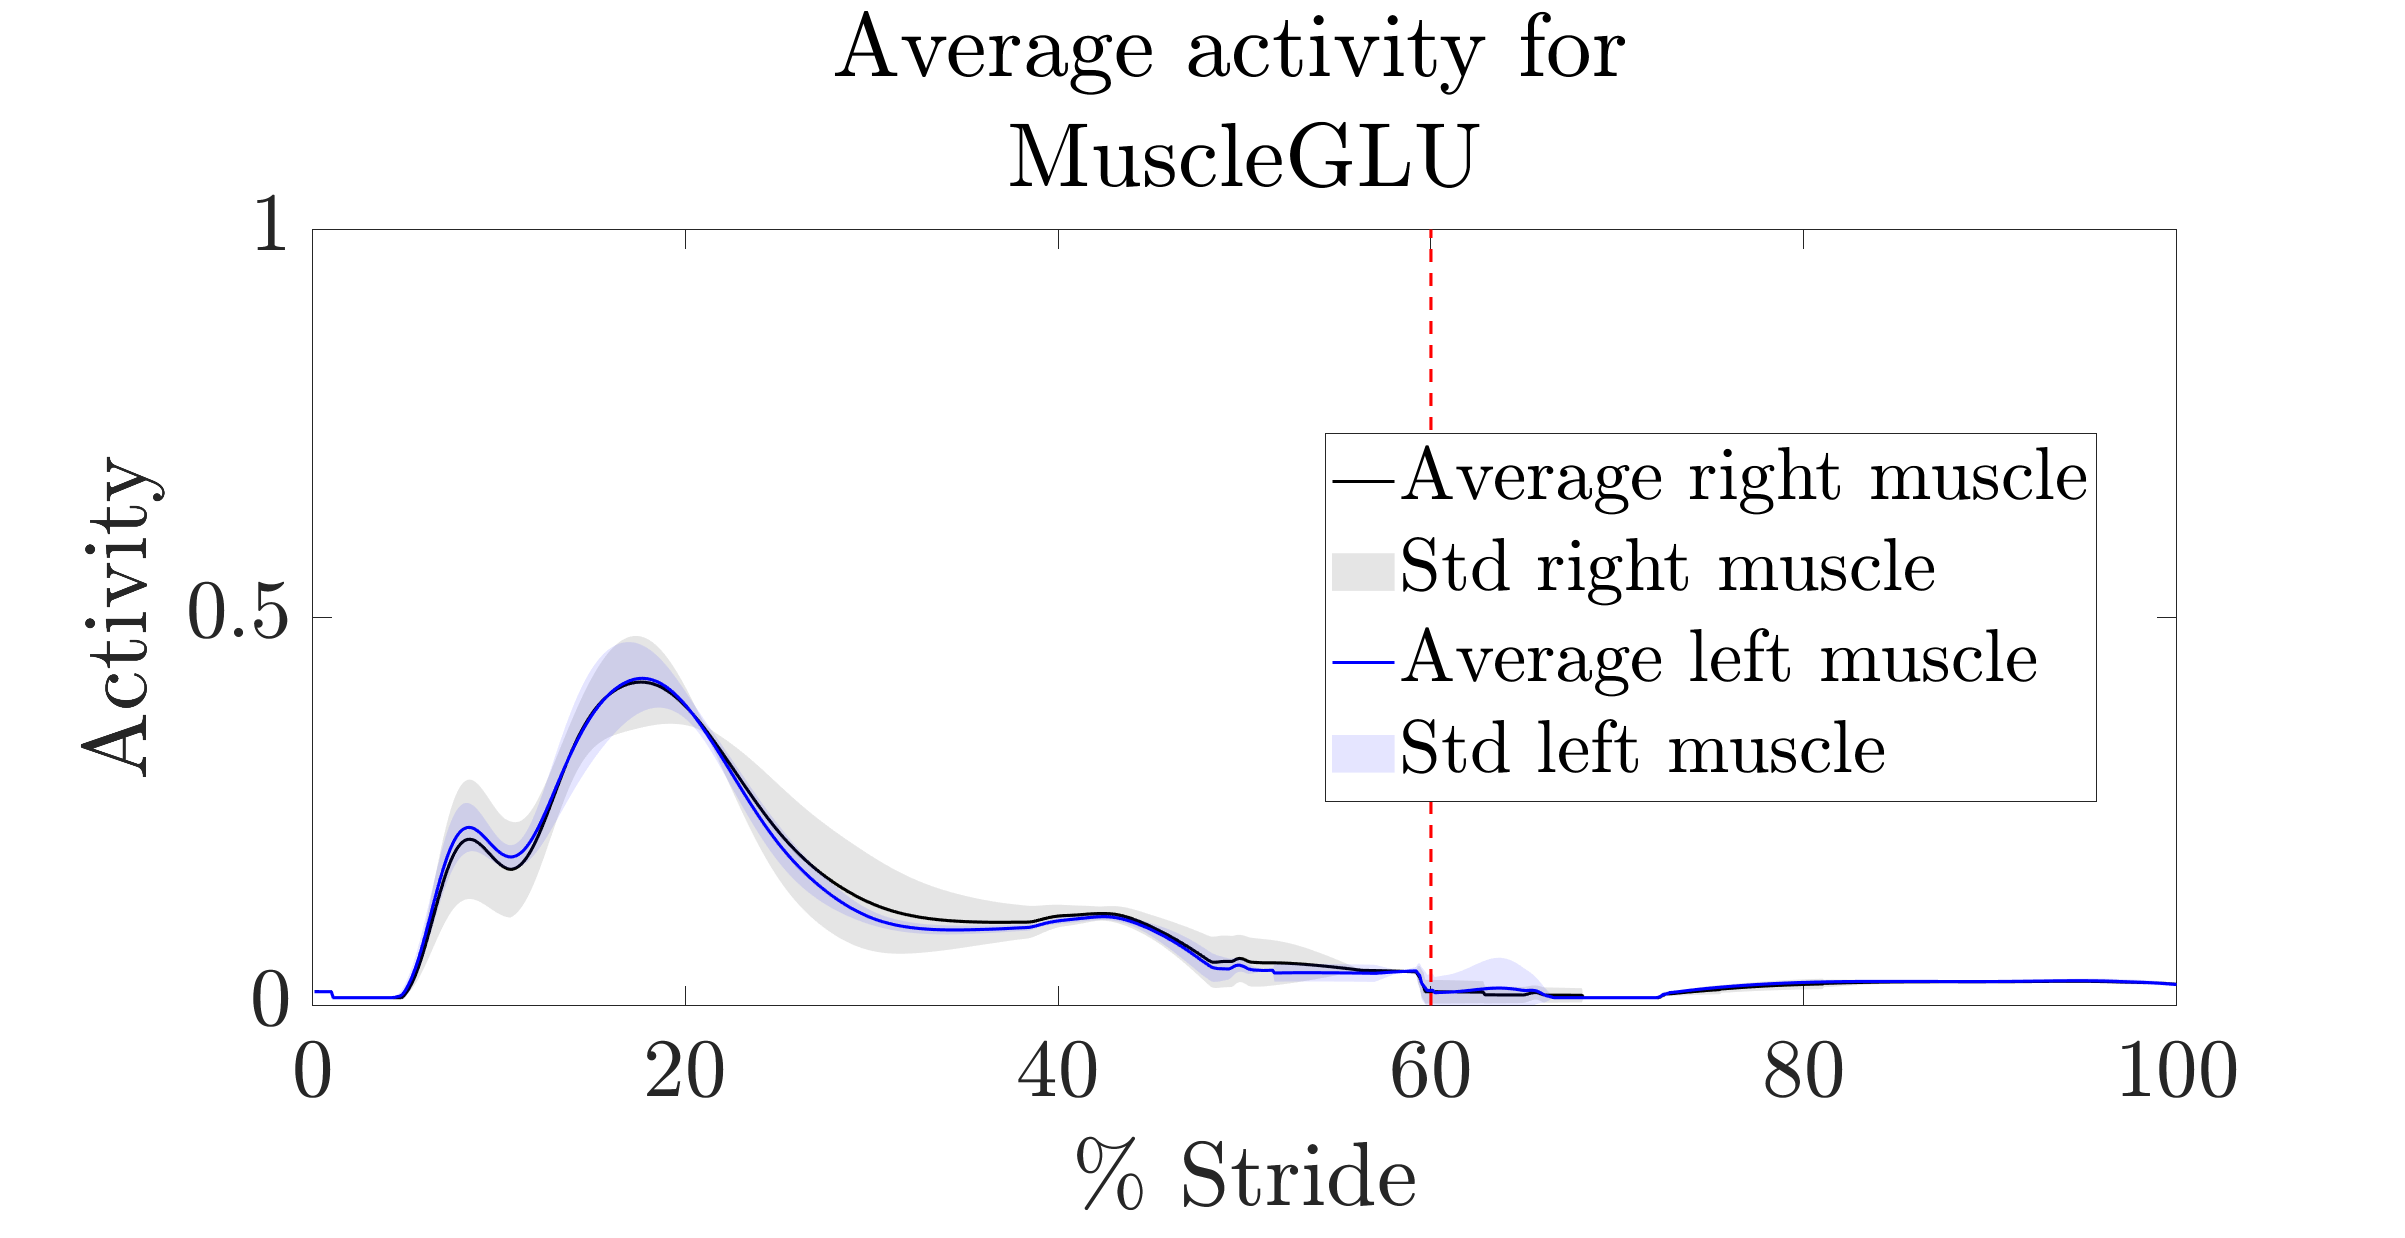 Average activity for
MuscleGLU
1
0.5
0
Activity
Average right muscle
Std right muscle
Average left muscle
Std left muscle
0 20 40 60 80 100
% Stride